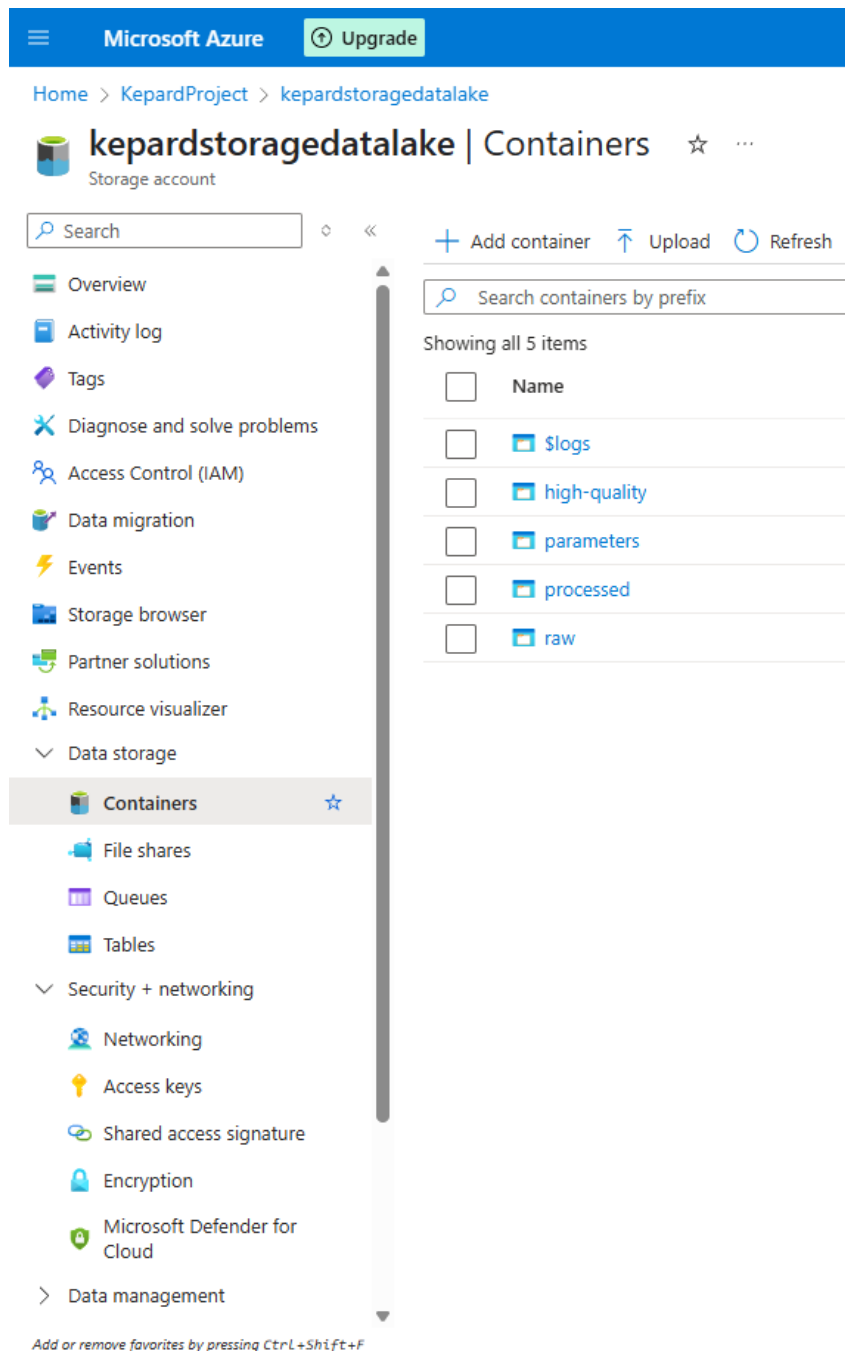 Microsoft Azure
Upgrade
Home > KepardProject > kepardstoragedatalake
kepardstoragedatalake | Containers
Storage account
Search
Overview
Activity log
Tags
Diagnose and solve problems
Access Control (IAM)
Data migration
Events
Storage browser
Partner solutions
Resource visualizer
Data storage
Containers
File shares
Queues
Tables
Security + networking
Networking
Access keys
Shared access signature
Encryption
Microsoft Defender for
Cloud
Data management
Add or remove favorites by pressing Ctrl+Shift+F
Add container Upload Refresh
Search containers by prefix
Showing all 5 items
Name
$logs
high-quality
parameters
processed
raw